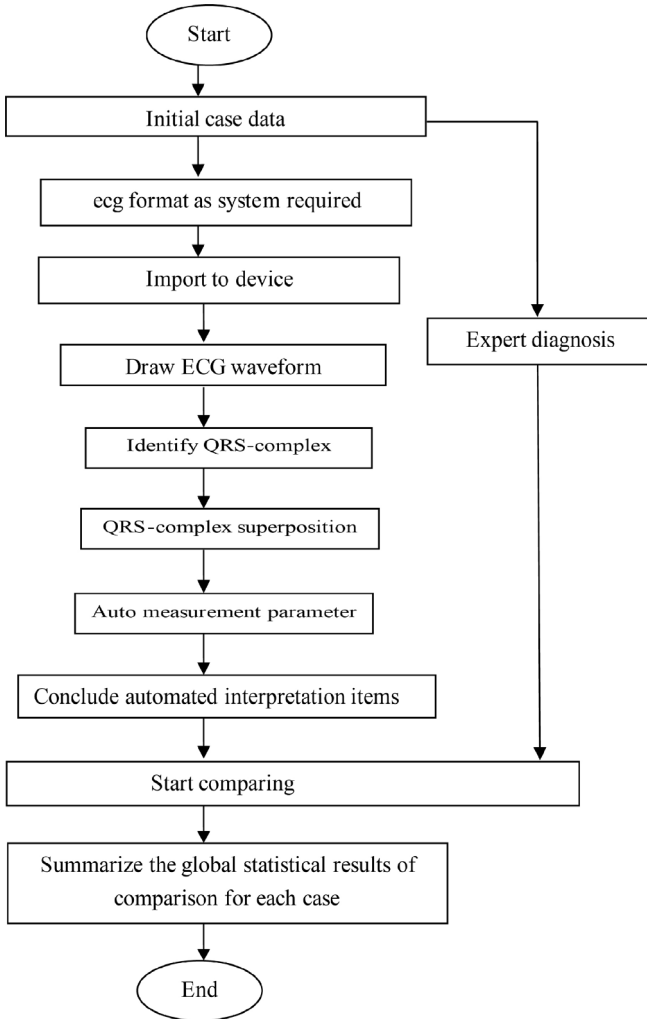 Start
Initial case data
ecg format as system required
Import to device
Expert diagnosis
Draw ECG waveform
Identify QRS-complex
QRS-complex superposition
Auto measurement parameter
Conclude automated interpretation items
Start comparing
Summarize the global statistical results of
comparison for each case
End